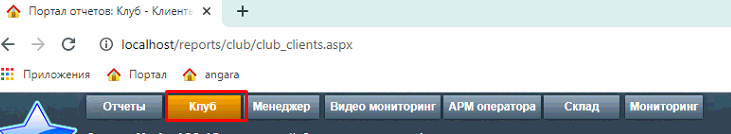 Портал отчетов: Клуб - Клиенть
localhost/reports/club/club_clients.aspx
Приложения Портал angara
Отчеты Клуб Менеджер Видео мониторинг АРМ оператора Склад Мониторинг